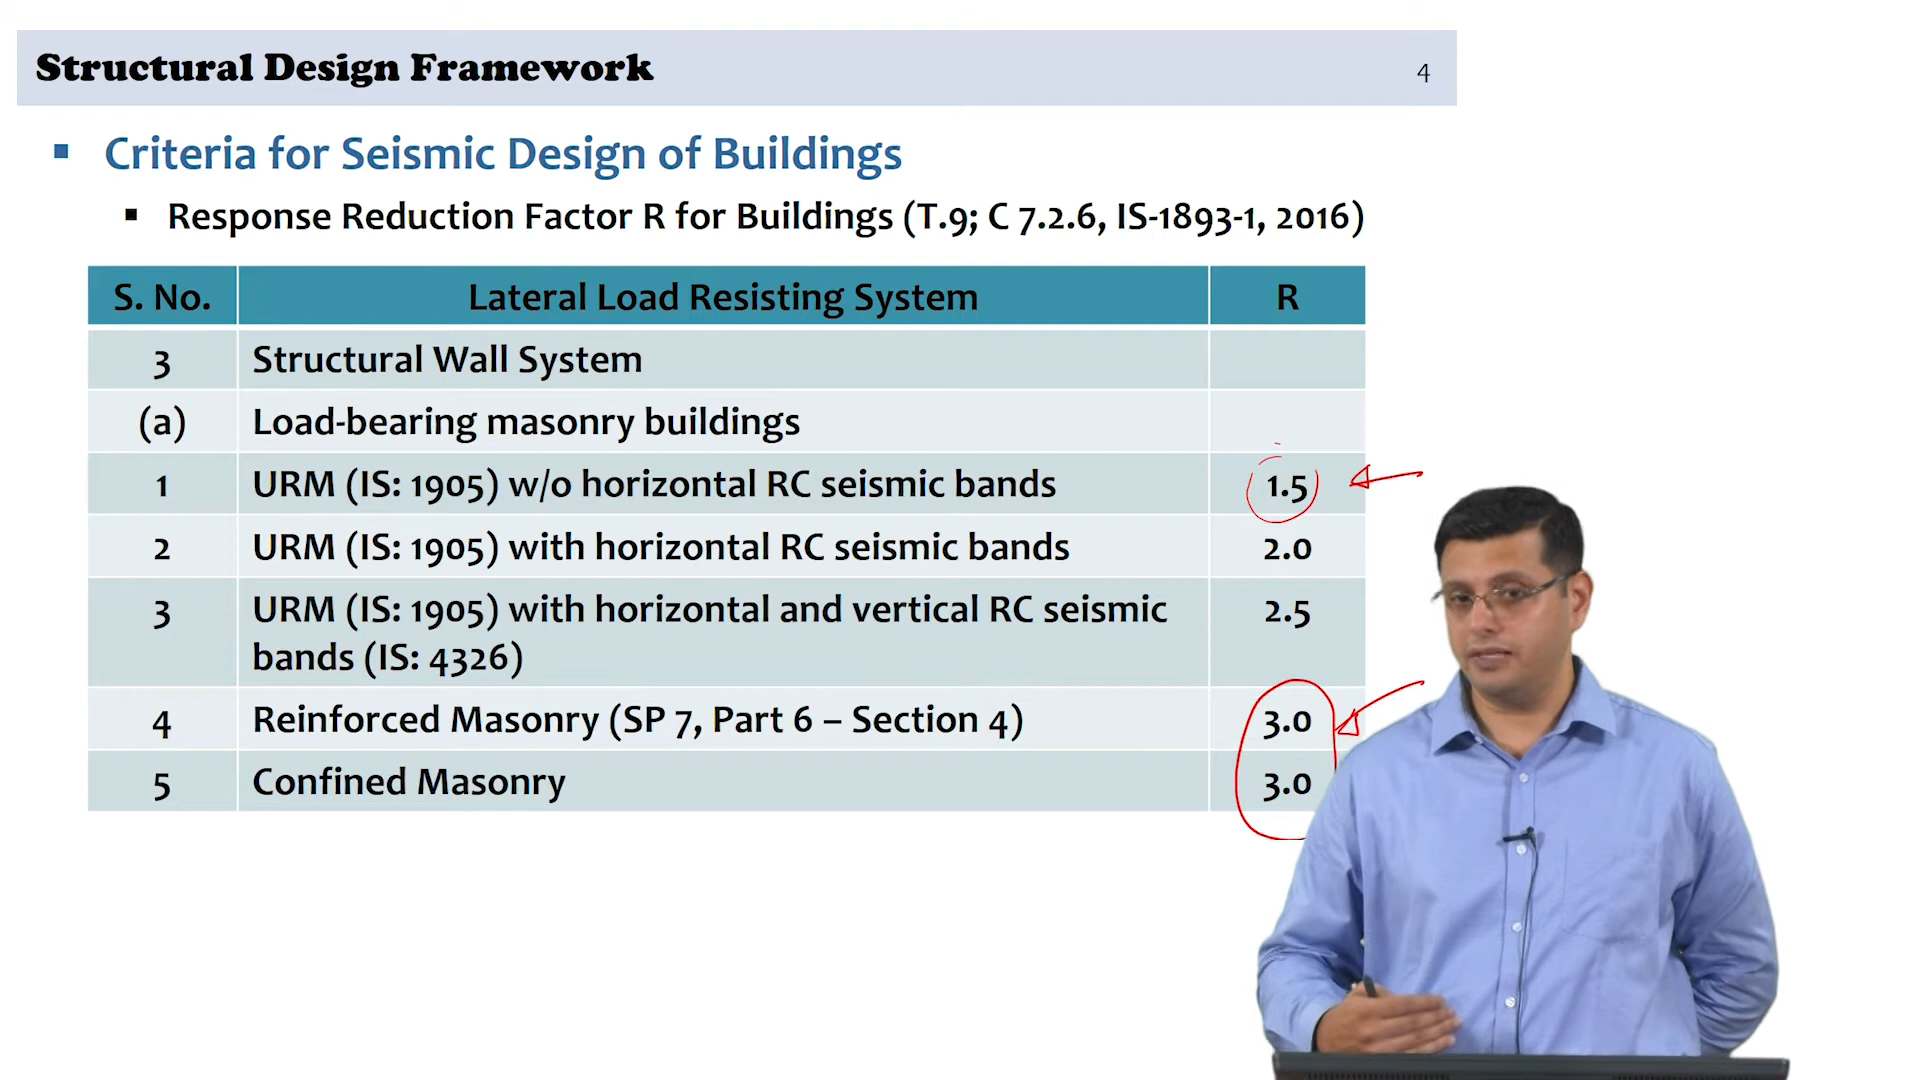 Structural Design Framework 4
Criteria for Seismic Design of Buildings
Response Reduction Factor R for Buildings (T.9; C 7.2.6, IS-1893-1, 2016)
S. No. Lateral Load Resisting System R
3 Structural Wall System
(a) Load-bearing masonry buildings
1 URM (IS: 1905) w/o horizontal RC seismic bands 1.5
2 URM (IS: 1905) with horizontal RC seismic bands 2.0
3 URM (IS: 1905) with horizontal and vertical RC seismic 2.5
bands (IS: 4326)
4 Reinforced Masonry (SP 7, Part 6 – Section 4) 3.0
5 Confined Masonry 3.0